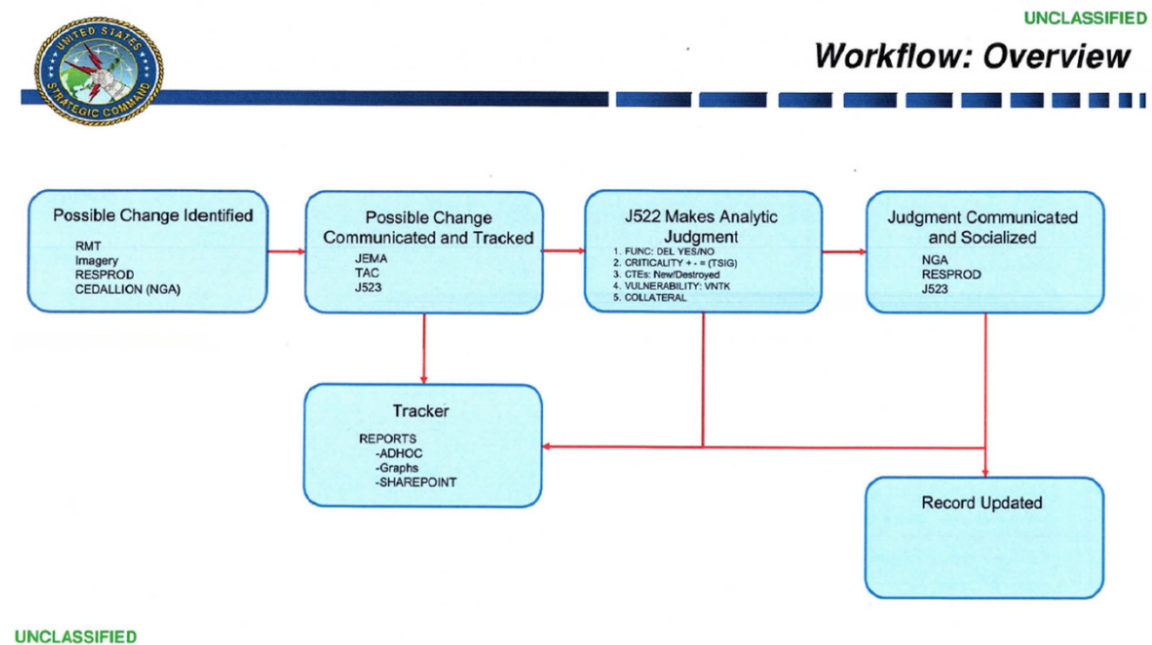 UNCLASSIFIED
Workflow: Overview
UNITED STATES
STRATEGIC COMMAND
Possible Change Identified
RMT
Imagery
RESPROD
CEDALLION (NGA)
Possible Change
Communicated and Tracked
JEMA
TAC
J523
J522 Makes Analytic
Judgment
1. FUNC: DEL YES/NO
2. CRITICALITY + - = (TSIG)
3. CTEs: New/Destroyed
4. VULNERABILITY: VNTK
5. COLLATERAL
Judgment Communicated
and Socialized
NGA
RESPROD
J523
Tracker
REPORTS
-ADHOC
-Graphs
-SHAREPOINT
Record Updated
UNCLASSIFIED